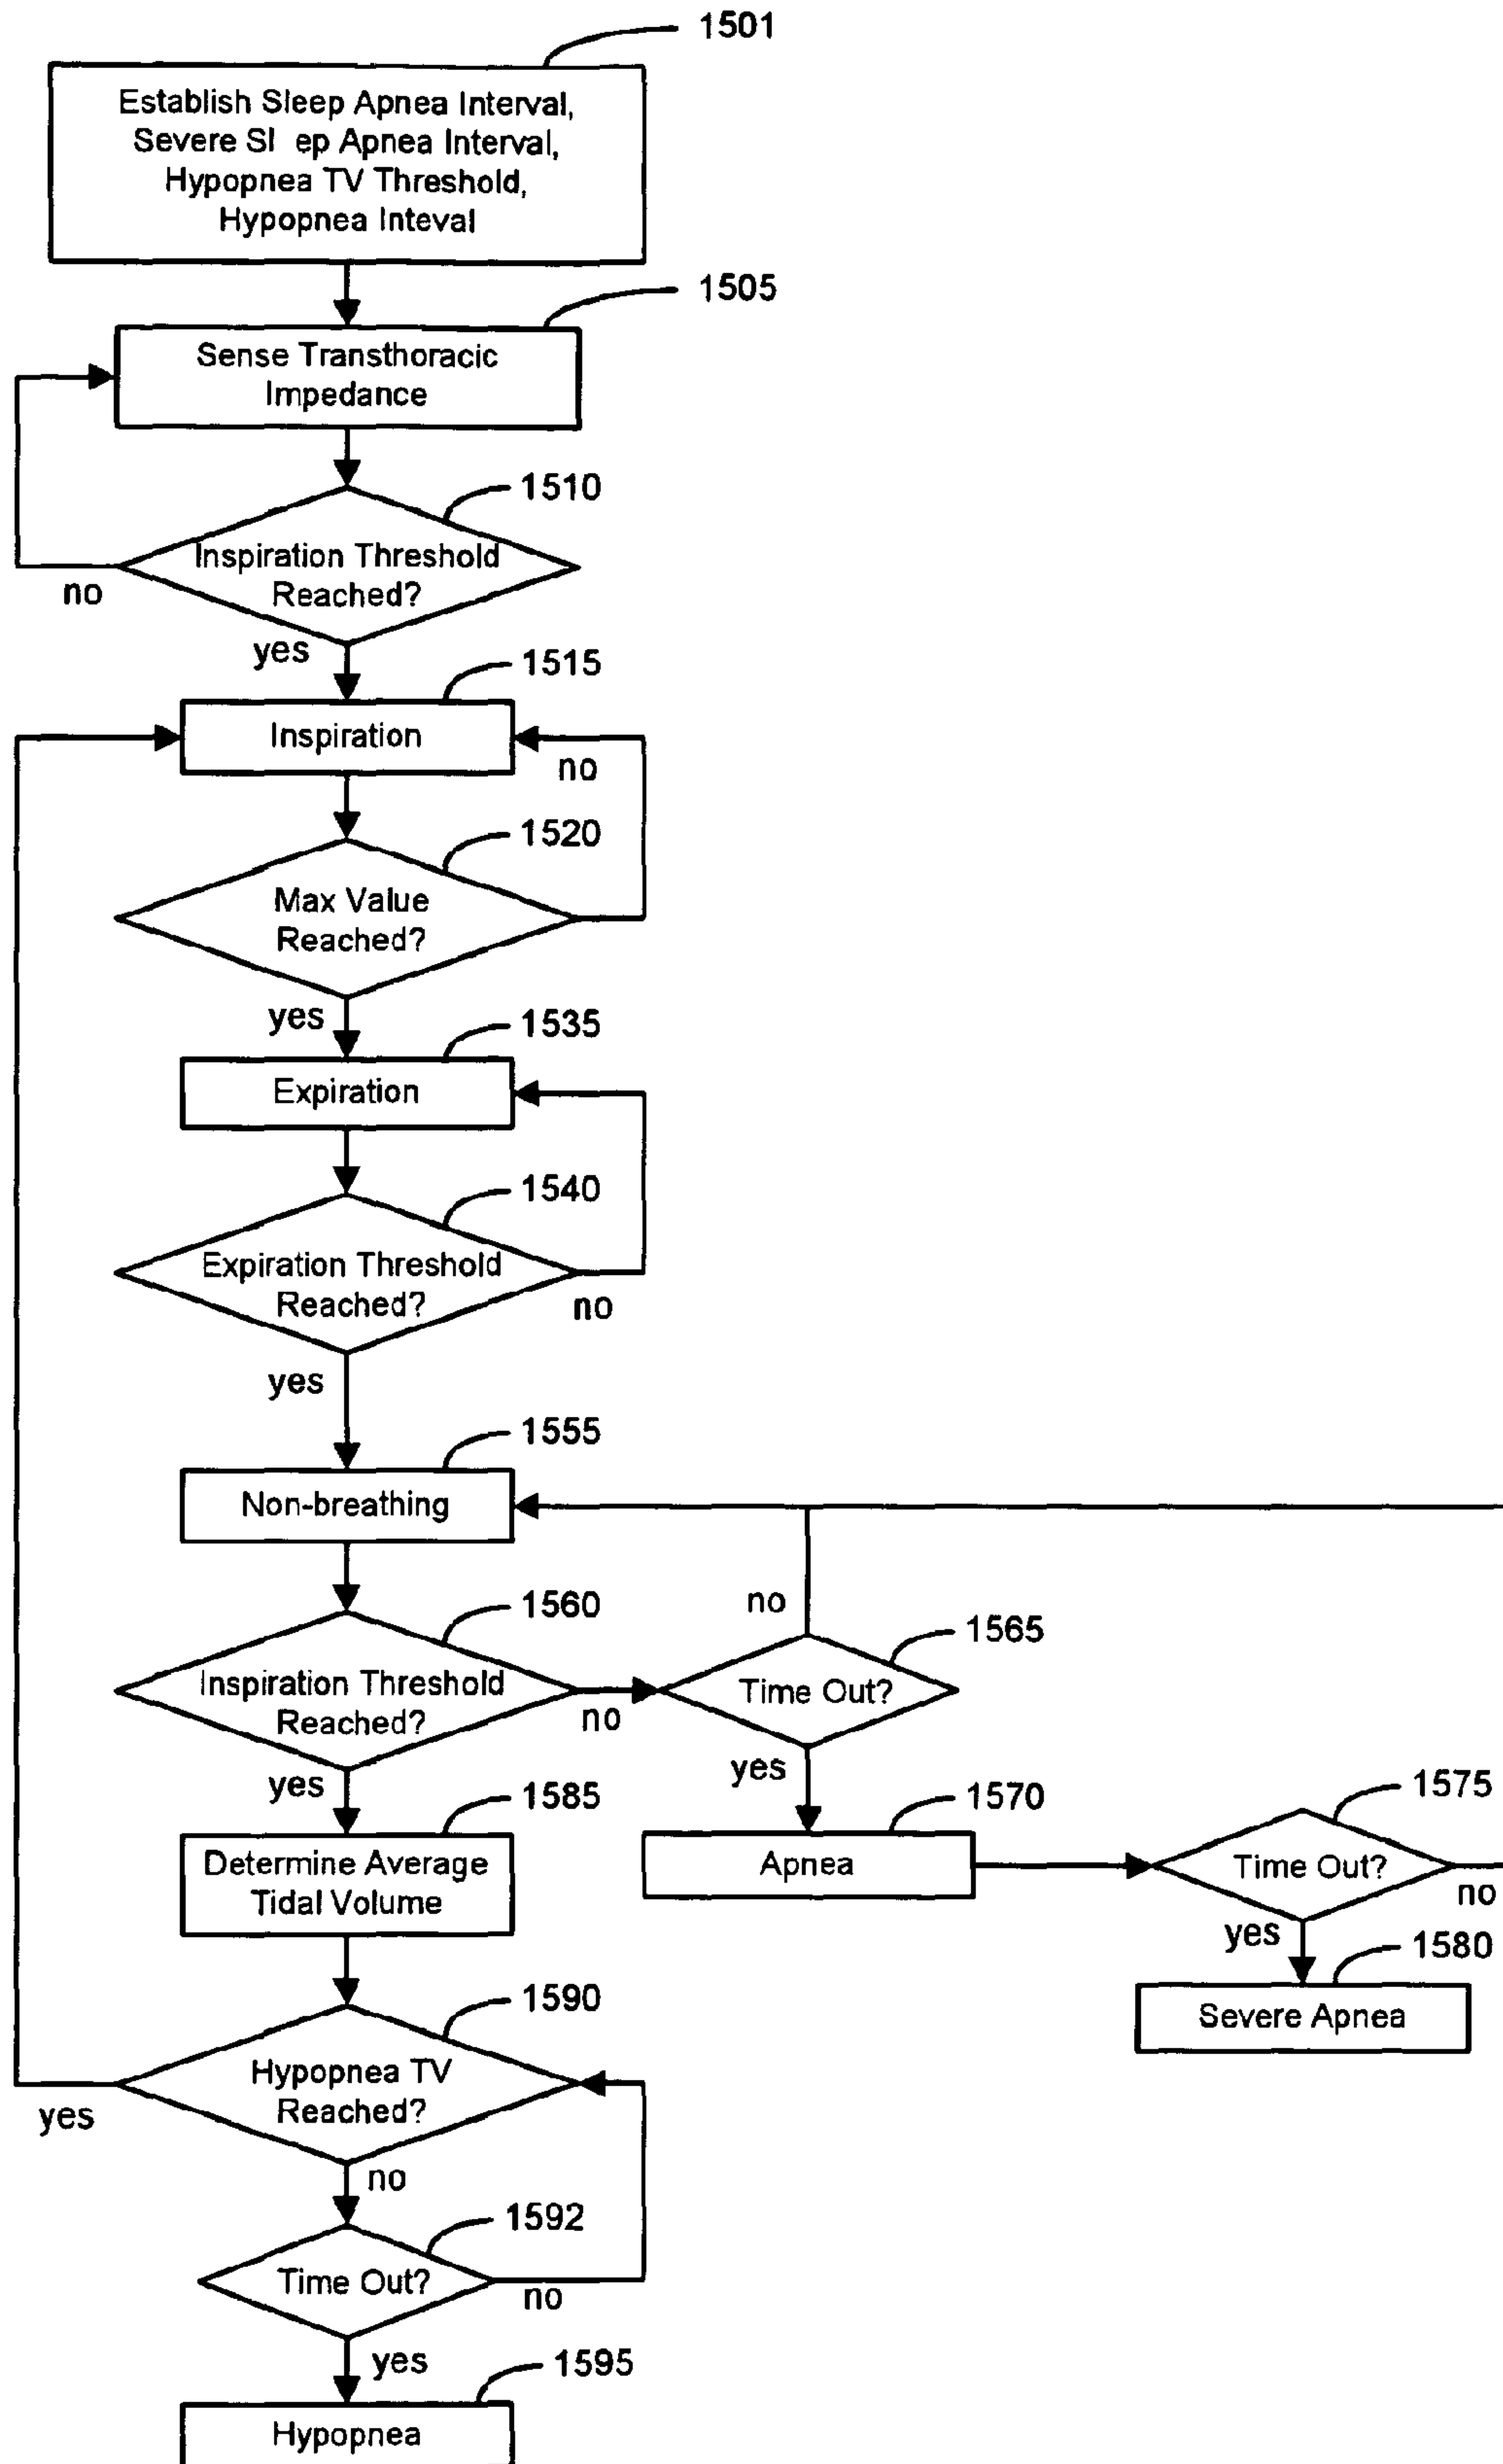 1501
Establish Sleep Apnea Interval,
Severe Sl ep Apnea Interval,
Hypopnea TV Threshold,
Hypopnea Inteval
1505
Sense Transthoracic
Impedance
1510
Inspiration Threshold
Reached?
no
yes
1515
Inspiration
no
1520
Max Value
Reached?
yes
1535
Expiration
1540
Expiration Threshold
Reached?
no
yes
1555
Non-breathing
1560
Inspiration Threshold
Reached?
no
no
1565
Time Out?
yes
yes
1585
Determine Average
Tidal Volume
1570
Apnea
1575
Time Out?
no
yes
1580
Severe Apnea
1590
Hypopnea TV
Reached?
yes
no
1592
Time Out?
no
yes
1595
Hypopnea